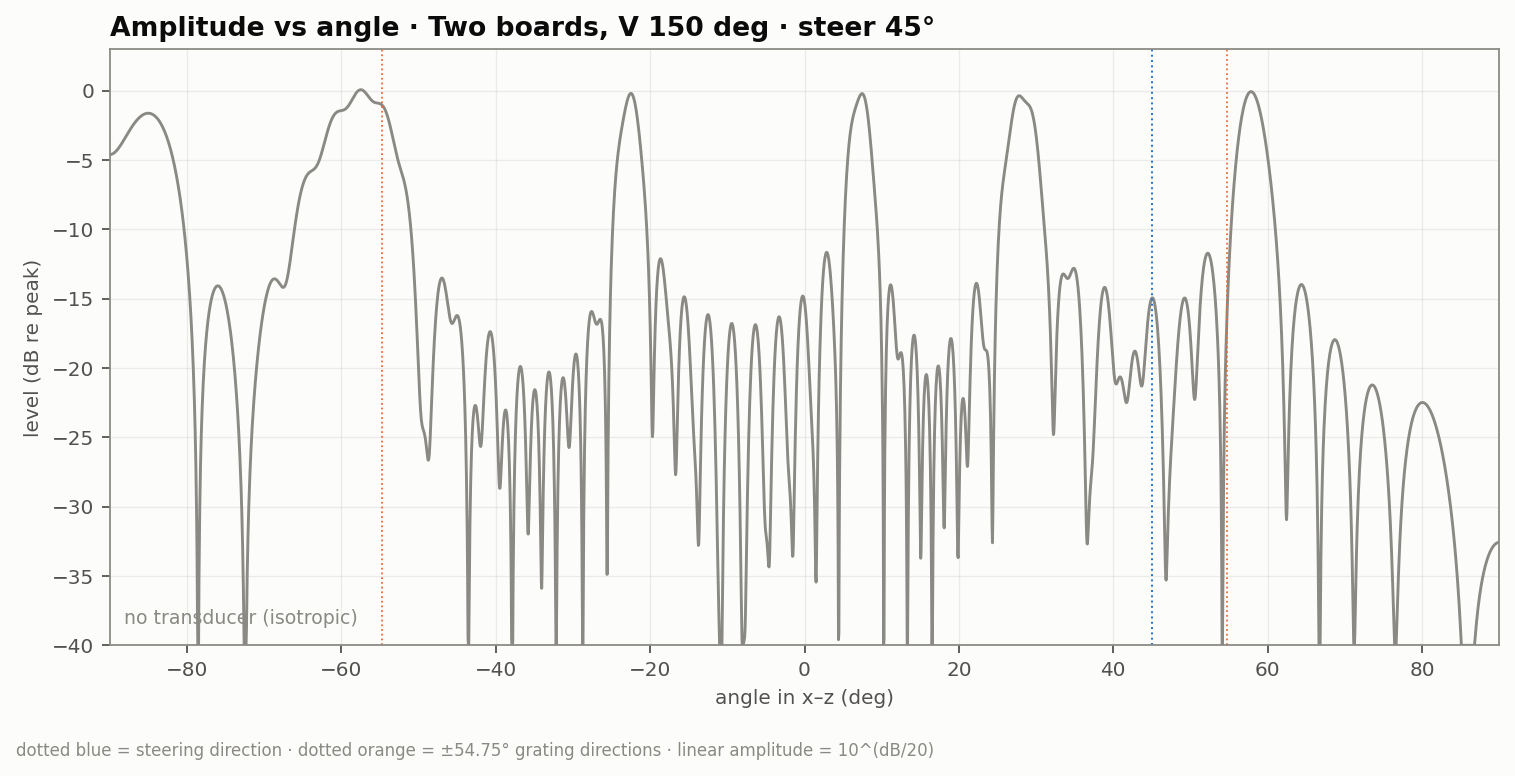 Amplitude vs angle · Two boards, V 150 deg · steer 45°
level (dB re peak)
0
−5
−10
−15
−20
−25
−30
−35
−40
no transducer (isotropic)
−80 −60 −40 −20 0 20 40 60 80
angle in x–z (deg)
dotted blue = steering direction · dotted orange = ±54.75° grating directions · linear amplitude = 10^(dB/20)